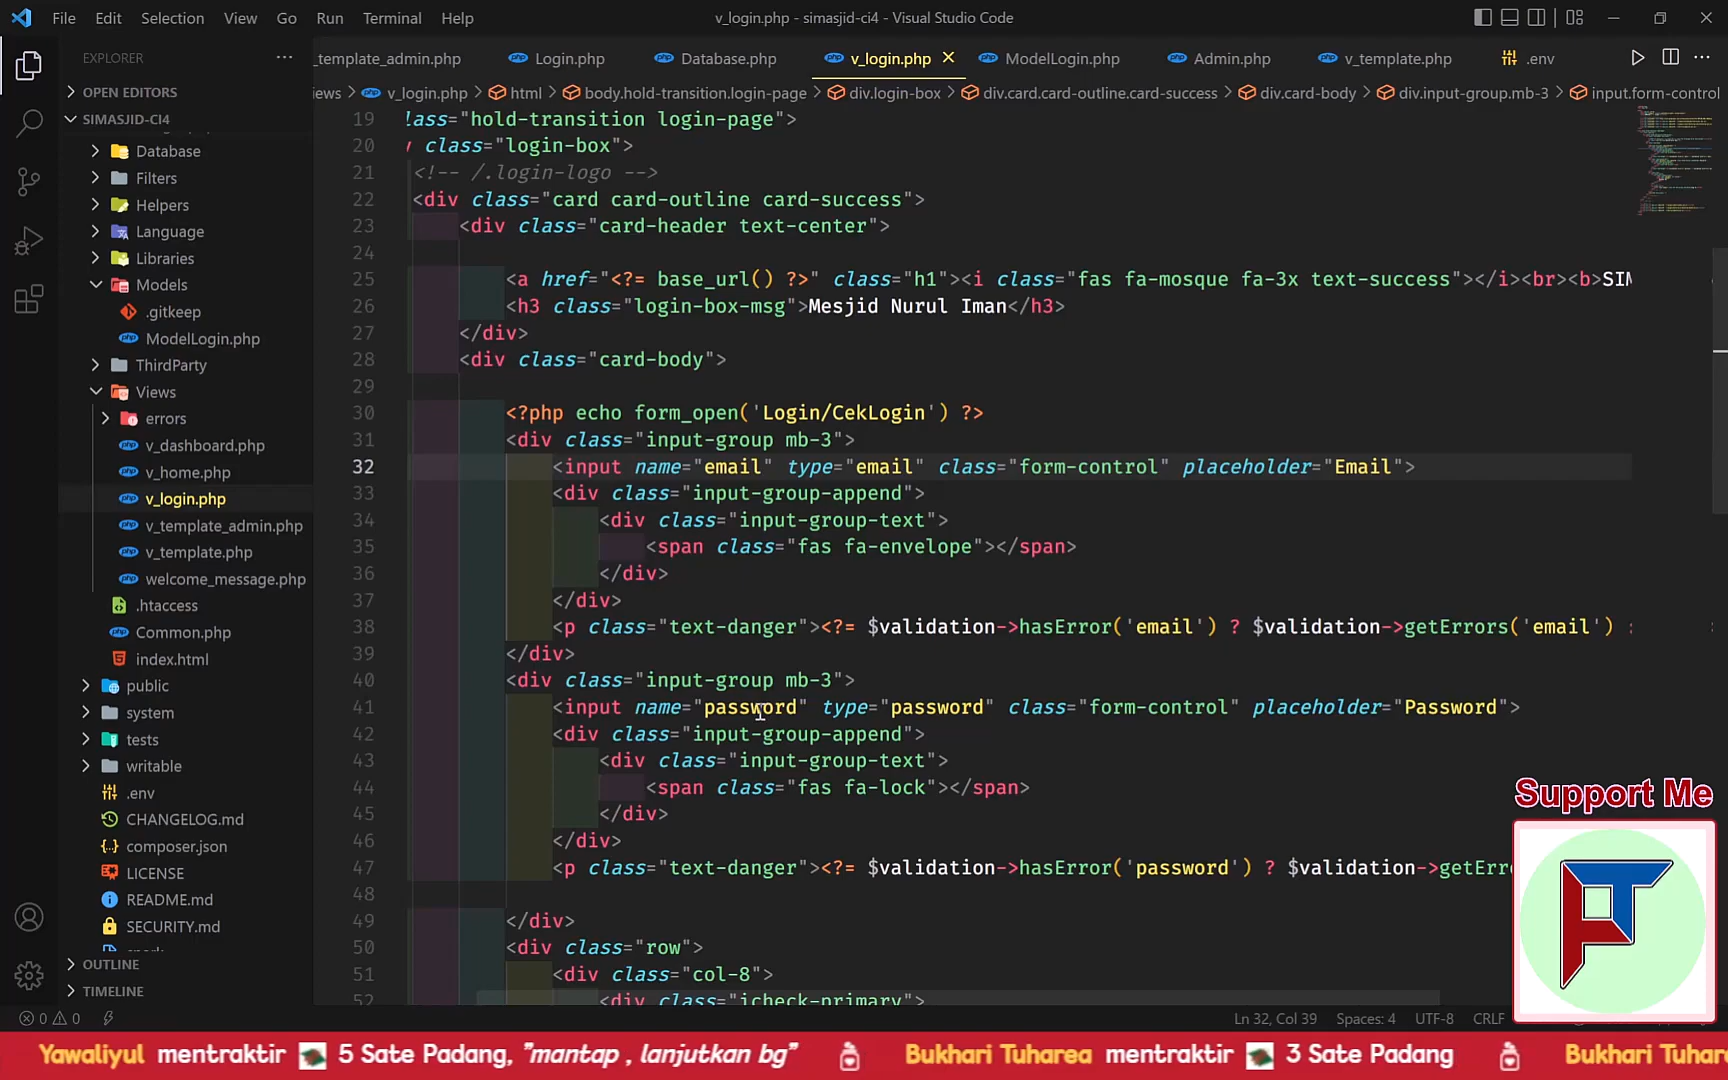 File Edit Selection View Go Run Terminal Help
v_login.php - simasjid-ci4 - Visual Studio Code
EXPLORER
_template_admin.php Login.php Database.php v_login.php ModelLogin.php Admin.php v_template.php .env
OPEN EDITORS
iews > v_login.php > html > body.hold-transition.login-page > div.login-box > div.card.card-outline.card-success > div.card-body > div.input-group.mb-3 > input.form-control
SIMASJID-CI4
Database
Filters
Helpers
Language
Libraries
Models
.gitkeep
ModelLogin.php
ThirdParty
Views
errors
v_dashboard.php
v_home.php
v_login.php
v_template_admin.php
v_template.php
welcome_message.php
.htaccess
Common.php
index.html
public
system
tests
writable
.env
CHANGELOG.md
composer.json
LICENSE
README.md
SECURITY.md
OUTLINE
TIMELINE
19 lass="hold-transition login-page">
20 class="login-box">
21 <!-- /.login-logo -->
22 <div class="card card-outline card-success">
23 <div class="card-header text-center">
24
25 <a href="<?= base_url() ?>" class="h1"><i class="fas fa-mosque fa-3x text-success"></i><br><b>SIM
26 <h3 class="login-box-msg">Mesjid Nurul Iman</h3>
27 </div>
28 <div class="card-body">
29
30 <?php echo form_open('Login/CekLogin') ?>
31 <div class="input-group mb-3">
32 <input name="email" type="email" class="form-control" placeholder="Email">
33 <div class="input-group-append">
34 <div class="input-group-text">
35 <span class="fas fa-envelope"></span>
36 </div>
37 </div>
38 <p class="text-danger"><?= $validation->hasError('email') ? $validation->getErrors('email') :
39 </div>
40 <div class="input-group mb-3">
41 <input name="password" type="password" class="form-control" placeholder="Password">
42 <div class="input-group-append">
43 <div class="input-group-text">
44 <span class="fas fa-lock"></span>
45 </div>
46 </div>
47 <p class="text-danger"><?= $validation->hasError('password') ? $validation->getErro
48
49 </div>
50 <div class="row">
51 <div class="col-8">
52 <div class="icheck-primary">
Support Me
0 0
Ln 32, Col 39 Spaces: 4 UTF-8 CRLF
Yawaliyul mentraktir 5 Sate Padang, "mantap , lanjutkan bg" Bukhari Tuharea mentraktir 3 Sate Padang Bukhari Tuhar